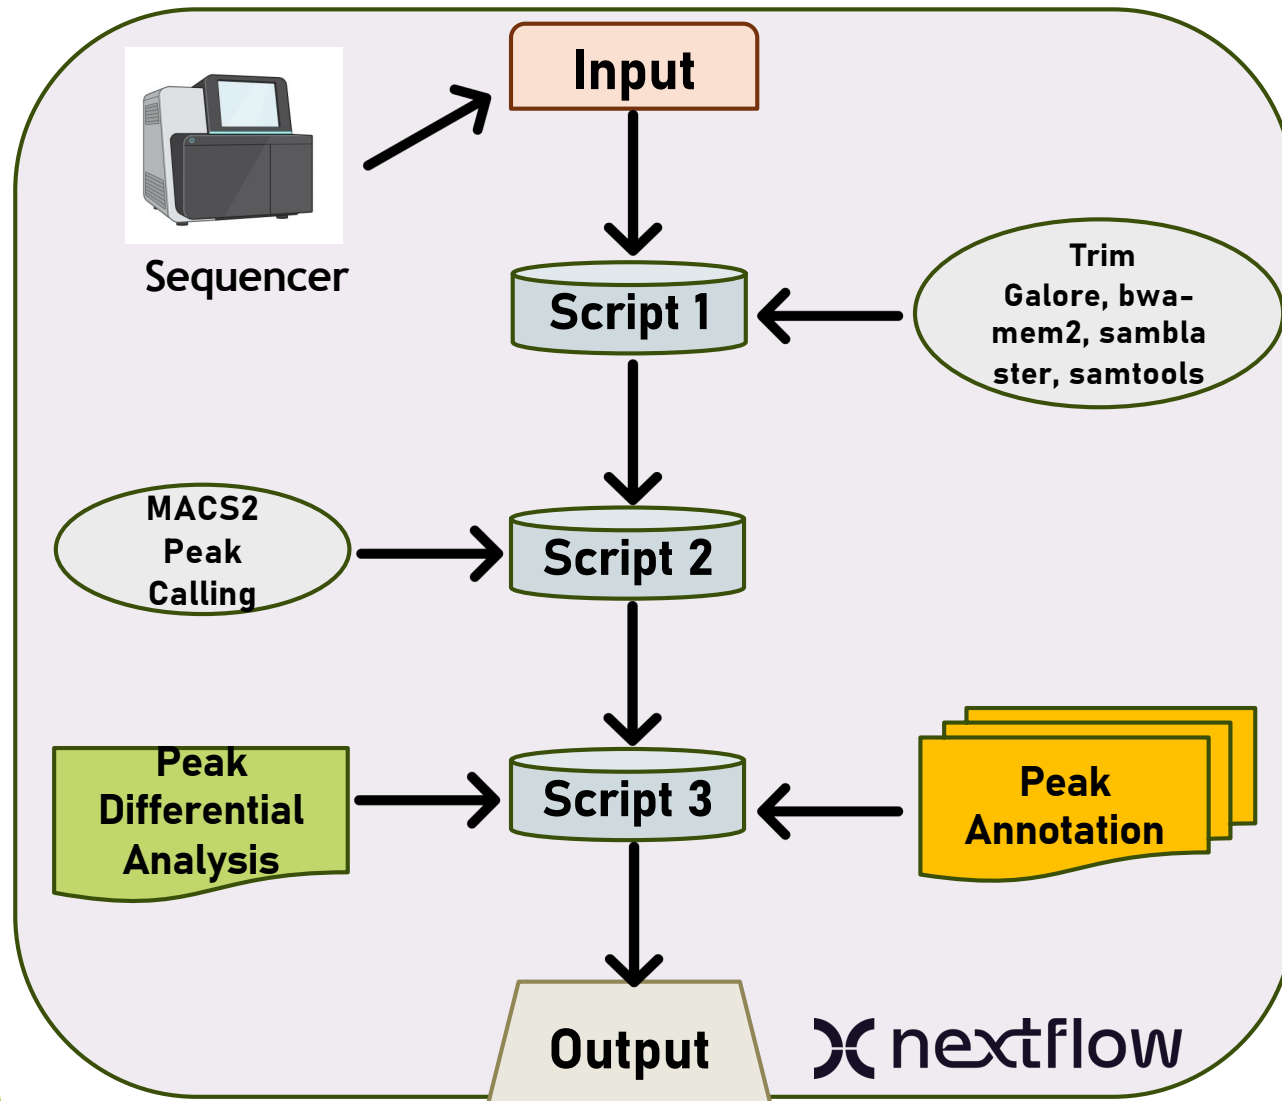 Input
Sequencer
Script 1
Trim
Galore, bwa-
mem2, sambla
ster, samtools
Script 2
MACS2
Peak
Calling
Peak
Differential
Analysis
Script 3
Peak
Annotation
Output
nextflow